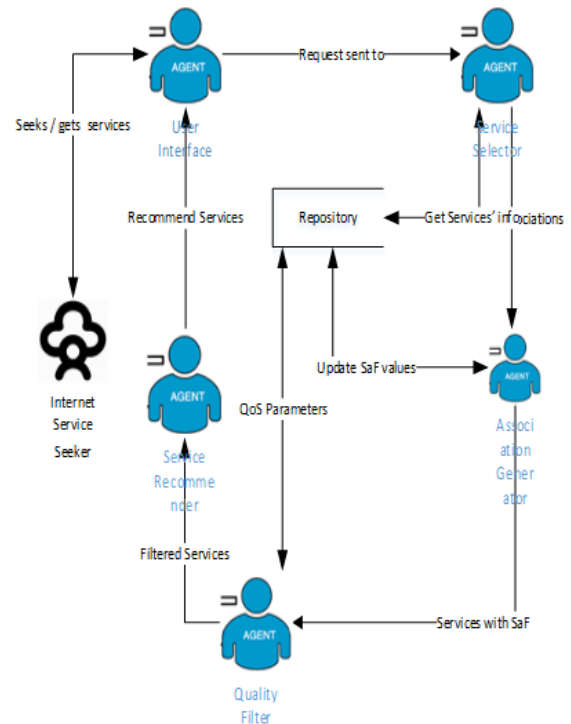 AGENT
Request sent to
AGENT
User
Interface
Service
Selector
Seeks / gets services
Recommend Services
Repository
Get Services' info
ociations
Internet
Service
Seeker
AGENT
Update SaF values
AGENT
QoS Parameters
Service
Recomme
nder
Associ
ation
Gener
ator
Filtered Services
AGENT
Services with SaF
Quality
Filter